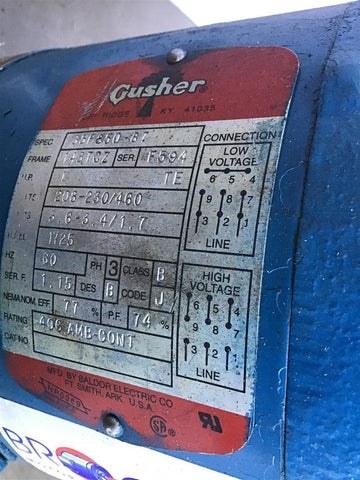 Gusher
RIDGE, KY. 41035
SPEC
FRAME SER. F594
H.P. 1 TE
208-230/460
3.6-3.4/1.7
1725
HZ 60 PH 3 CLASS B
SER. F. 1.15 DES B CODE J
NEMA NOM. EFF. 77 % P.F. 74 %
RATING 40C AMB-CONT
CAT. NO.
CONNECTION
LOW
VOLTAGE
6 5 4
9 8 7
3 2 1
LINE
HIGH
VOLTAGE
6 5 4
9 8 7
3 2 1
LINE
MFD. BY BALDOR ELECTRIC CO
FT. SMITH, ARK. U.S.A.